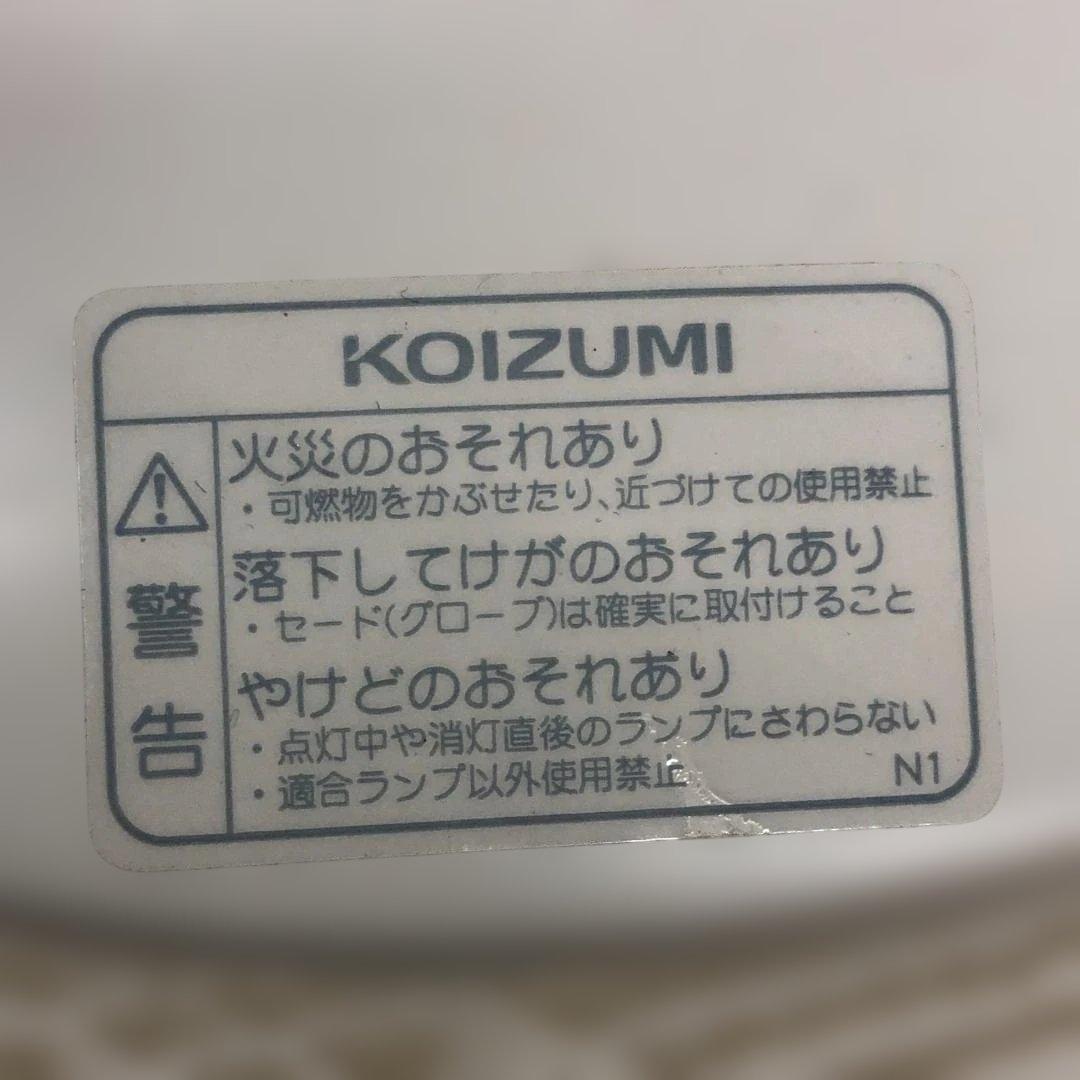 KOIZUMI
警告
火災のおそれあり
・可燃物をかぶせたり、近づけての使用禁止
落下してけがのおそれあり
・セード(グローブ)は確実に取付けること
やけどのおそれあり
・点灯中や消灯直後のランプにさわらない
・適合ランプ以外使用禁止
N1